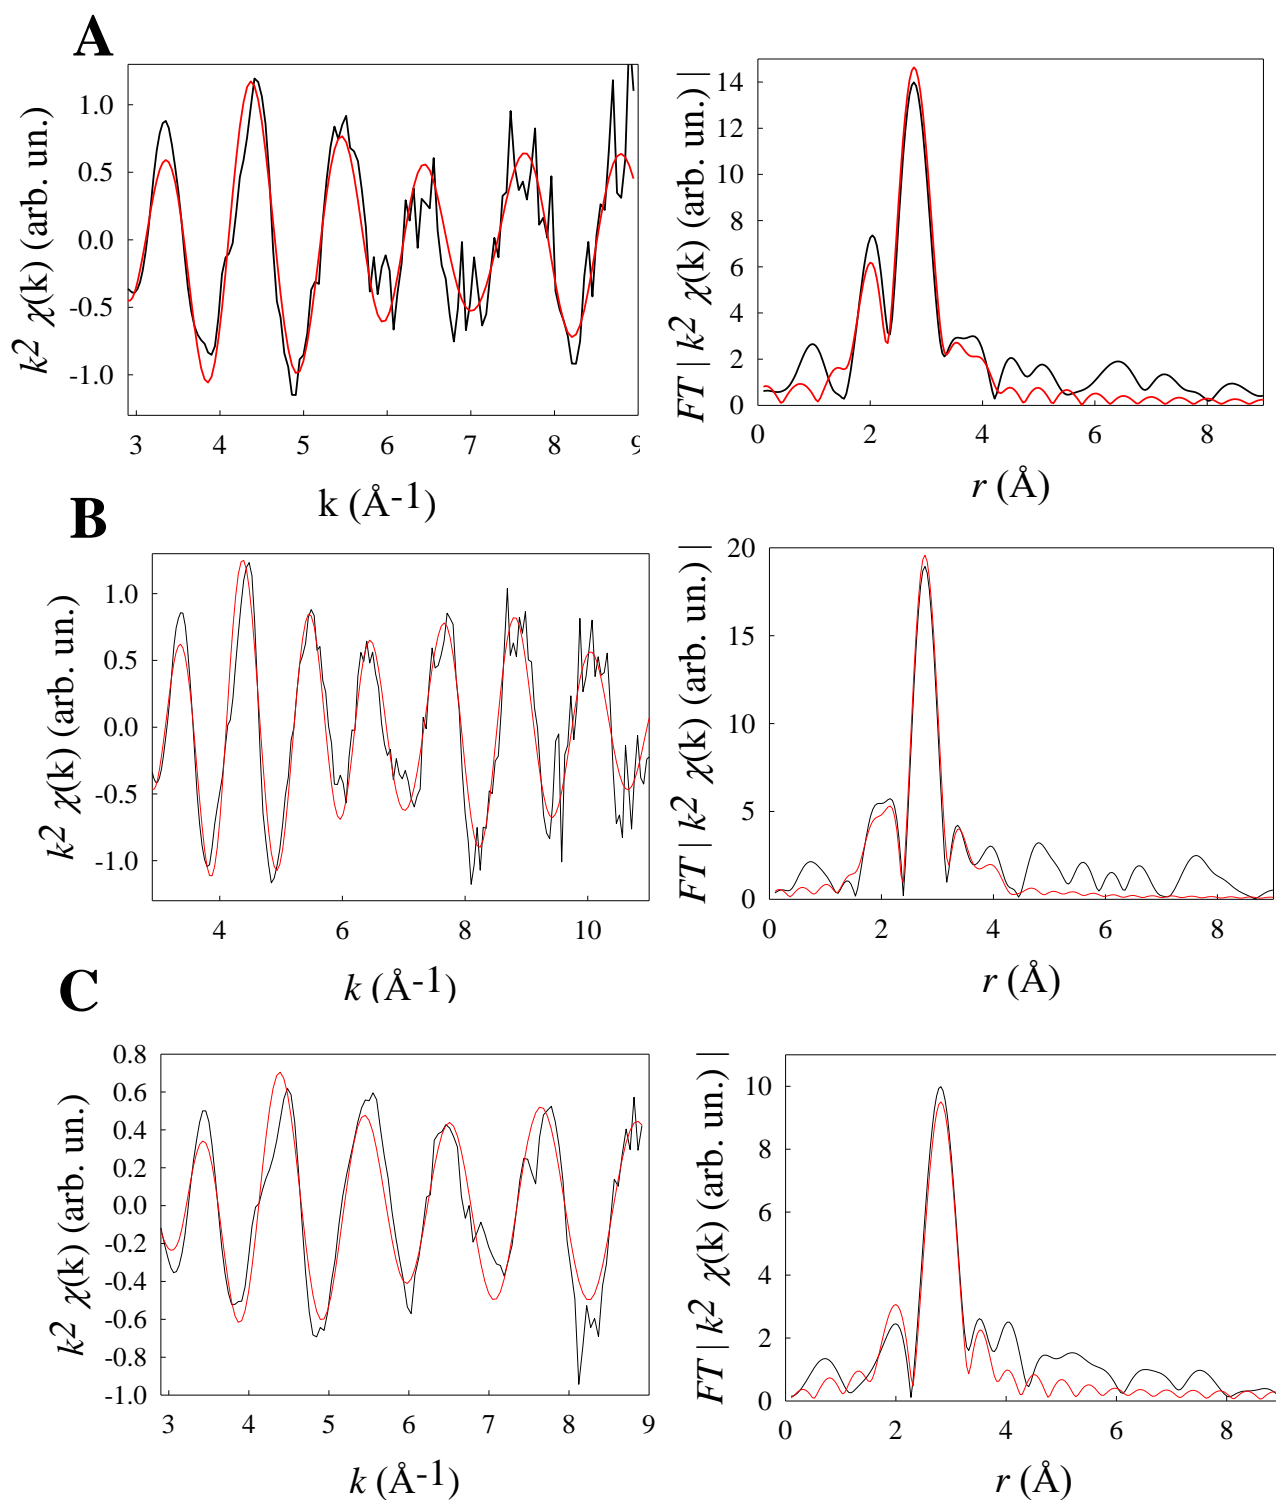 A
k2 χ(k) (arb. un.)
1.0
0.5
0.0
-0.5
-1.0
3 4 5 6 7 8 9
k (Å-1)
FT | k2 χ(k) (arb. un.) |
14
12
10
8
6
4
2
0
0 2 4 6 8
r (Å)
B
k2 χ(k) (arb. un.)
1.0
0.5
0.0
-0.5
-1.0
4 6 8 10
k (Å-1)
FT | k2 χ(k) (arb. un.) |
20
15
10
5
0
0 2 4 6 8
r (Å)
C
k2 χ(k) (arb. un.)
0.8
0.6
0.4
0.2
0.0
-0.2
-0.4
-0.6
-0.8
-1.0
3 4 5 6 7 8 9
k (Å-1)
FT | k2 χ(k) (arb. un.) |
10
8
6
4
2
0
0 2 4 6 8
r (Å)